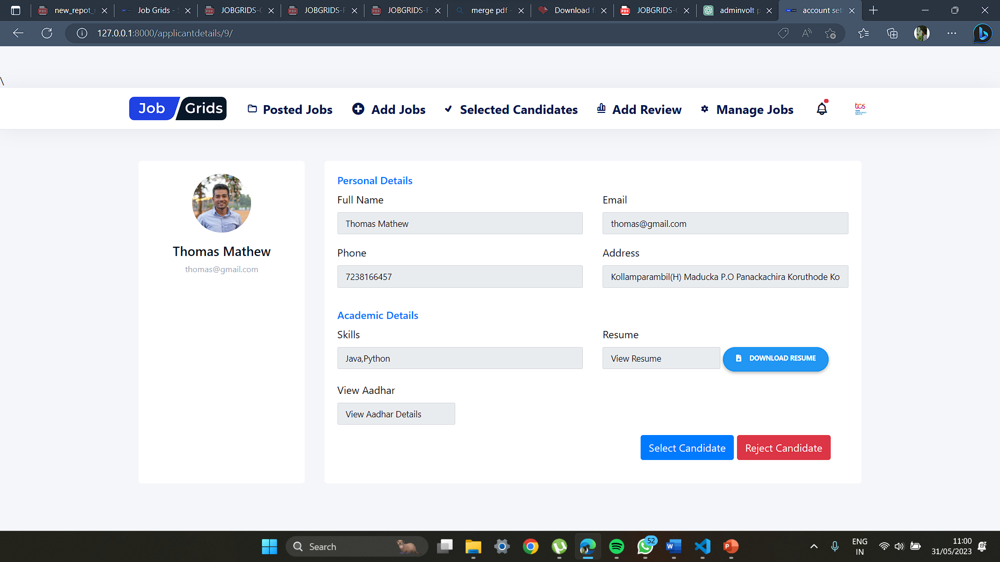 new_repot_
Job Grids -
JOBGRIDS-
JOBGRIDS-F
JOBGRIDS-F
merge pdf -
Download f
JOBGRIDS-
adminvolt p
account set
127.0.0.1:8000/applicantdetails/9/
\
Job Grids
Posted Jobs
Add Jobs
Selected Candidates
Add Review
Manage Jobs
tcs
Thomas Mathew
thomas@gmail.com
Personal Details
Full Name
Email
Thomas Mathew
thomas@gmail.com
Phone
Address
7238166457
Kollamparambil(H) Maducka P.O Panackachira Koruthode Ko
Academic Details
Skills
Resume
Java,Python
View Resume
DOWNLOAD RESUME
View Aadhar
View Aadhar Details
Select Candidate
Reject Candidate
Search
52
ENG
IN
11:00
31/05/2023